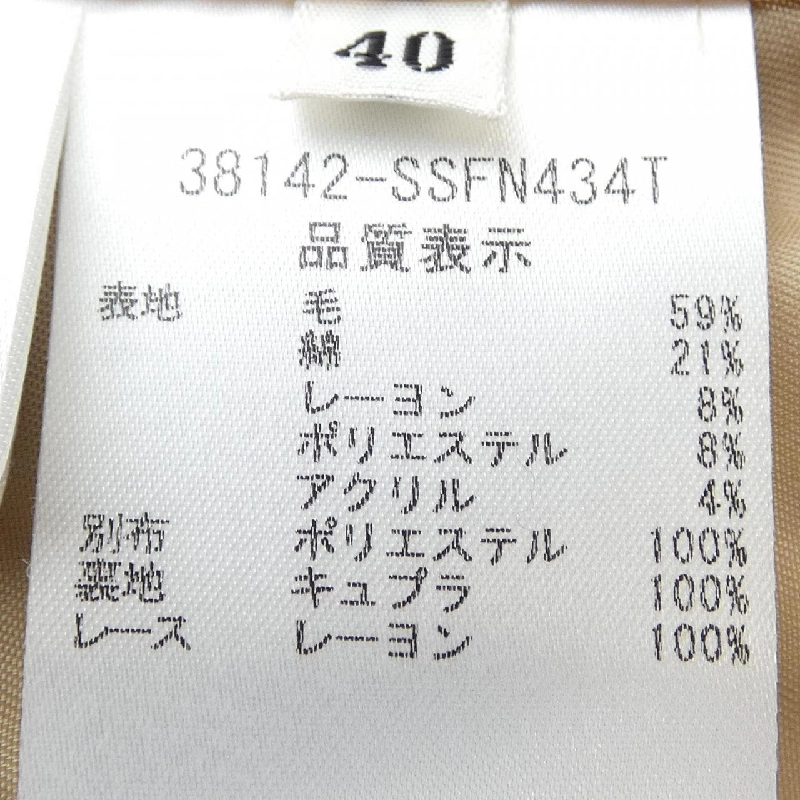 40
38142-SSFN434T
品質表示
表地 毛 59%
綿 21%
レーヨン 8%
ポリエステル 8%
アクリル 4%
別布 ポリエステル 100%
裏地 キュプラ 100%
レース レーヨン 100%